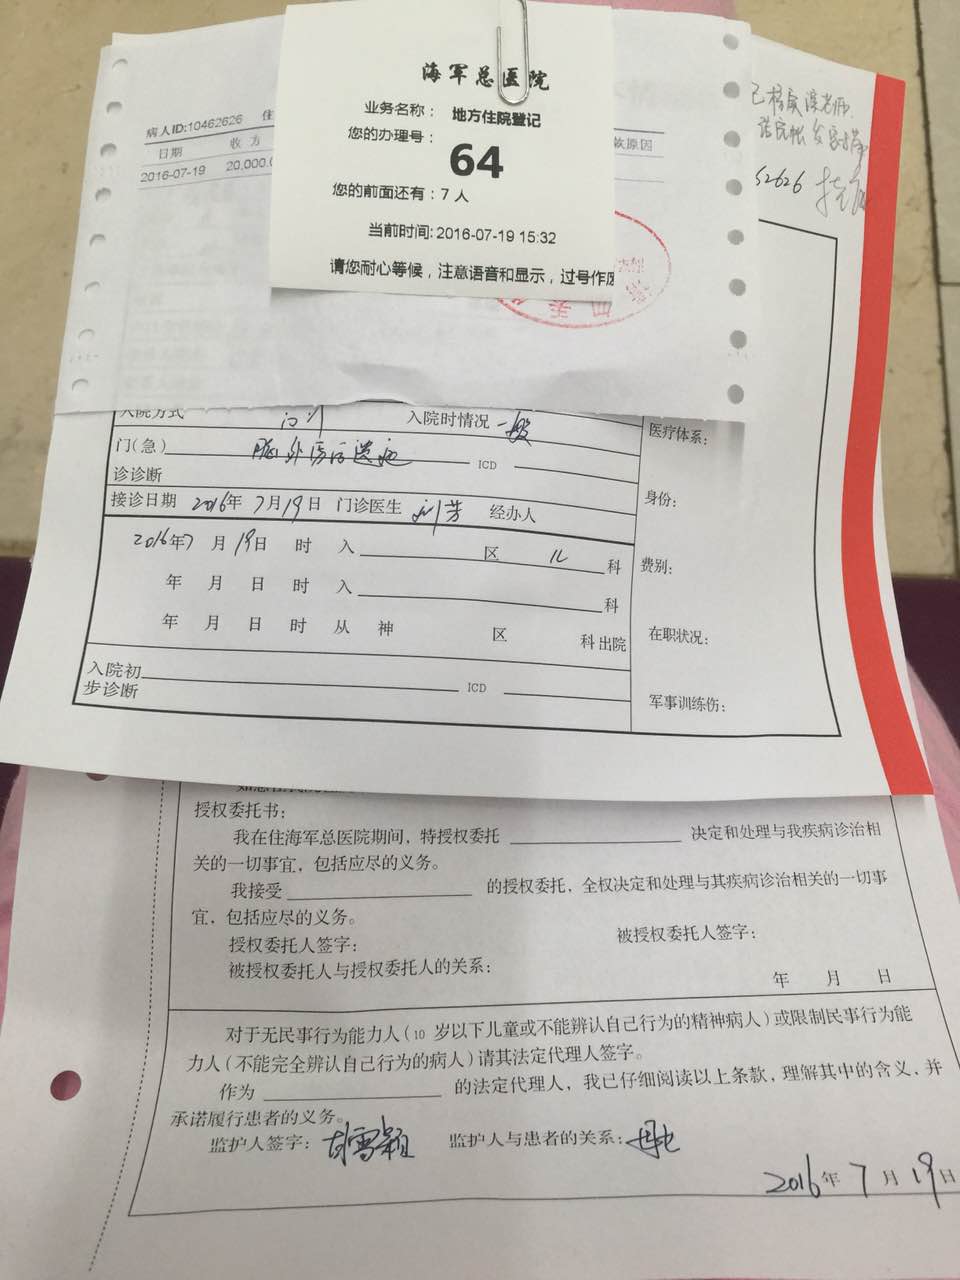 海军总医院
业务名称： 地方住院登记
您的办理号：
64
您的前面还有：7 人
当前时间: 2016-07-19 15:32
请您耐心等候，注意语音和显示，过号作废
病人ID:10462626 住
日期 收 方 款原因
2016-07-19 20,000.0
52626
入院方式 门诊 入院时情况 一般
门(急) 脑外伤后遗症 ICD
诊诊断
接诊日期 2016年 7月19日 门诊医生 刘芳 经办人
2016年7 月 19日 时 入 区 儿 科
年 月 日 时 入 科
年 月 日 时 从 神 区 科出院
入院初 ICD
步诊断
医疗体系：
身份：
费别：
在职状况：
军事训练伤：
授权委托书：
我在住海军总医院期间，特授权委托 决定和处理与我疾病诊治相
关的一切事宜，包括应尽的义务。
我接受 的授权委托，全权决定和处理与其疾病诊治相关的一切事
宜，包括应尽的义务。
授权委托人签字： 被授权委托人签字：
被授权委托人与授权委托人的关系：
年 月 日
对于无民事行为能力人（10 岁以下儿童或不能辨认自己行为的精神病人）或限制民事行为能
力人（不能完全辨认自己行为的病人）请其法定代理人签字。
作为 的法定代理人，我已仔细阅读以上条款，理解其中的含义，并
承诺履行患者的义务。
监护人签字： 胡雪颖 监护人与患者的关系：
2016年 7 月 19日